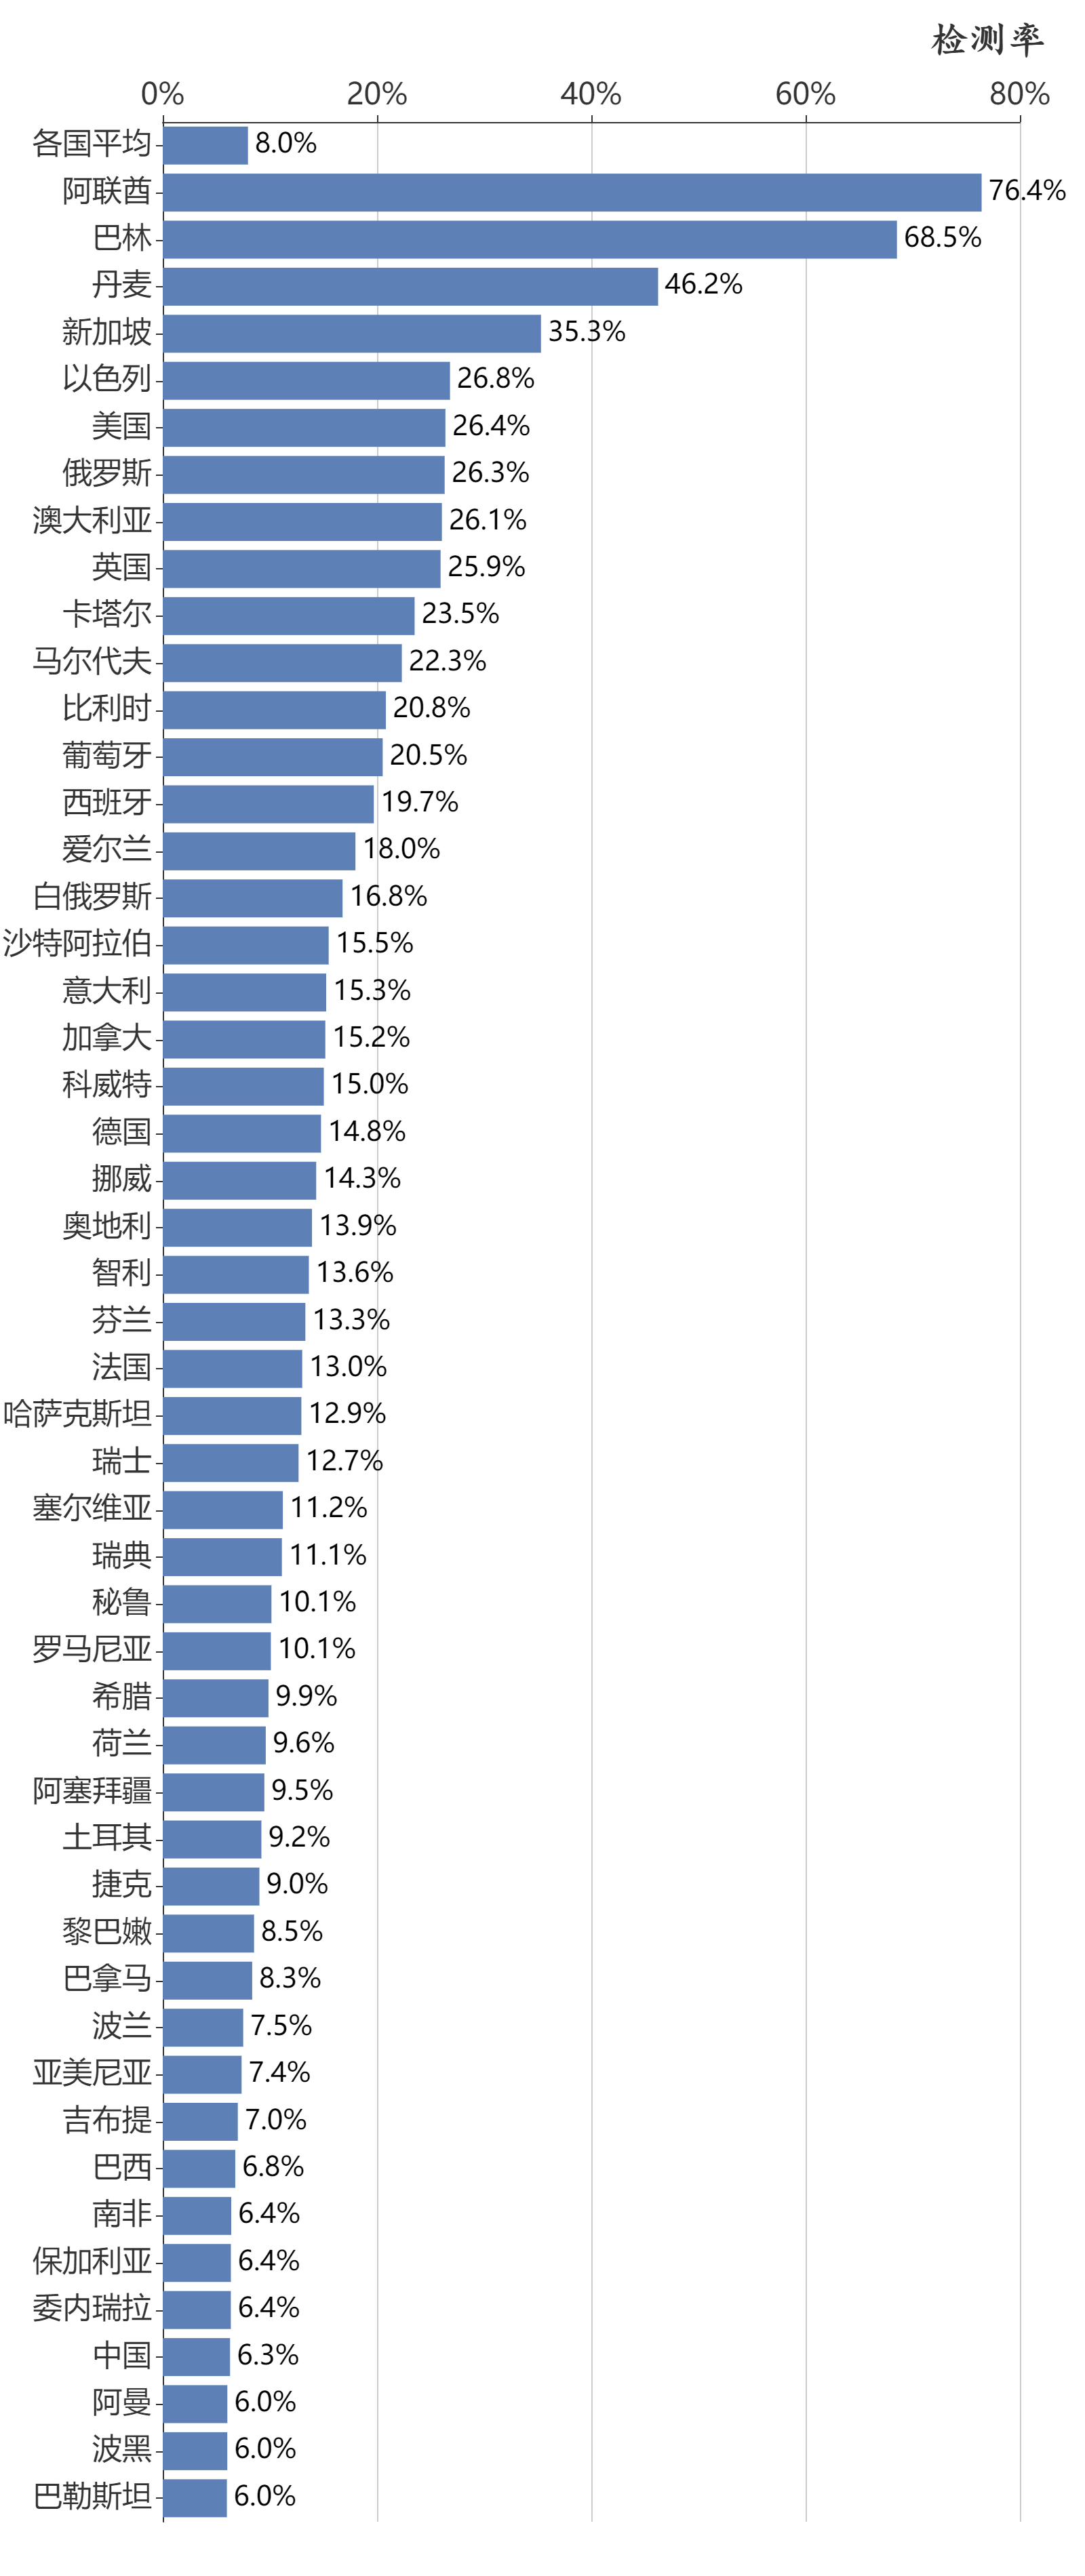 检测率
0% 20% 40% 60% 80%
各国平均 8.0%
阿联酋 76.4%
巴林 68.5%
丹麦 46.2%
新加坡 35.3%
以色列 26.8%
美国 26.4%
俄罗斯 26.3%
澳大利亚 26.1%
英国 25.9%
卡塔尔 23.5%
马尔代夫 22.3%
比利时 20.8%
葡萄牙 20.5%
西班牙 19.7%
爱尔兰 18.0%
白俄罗斯 16.8%
沙特阿拉伯 15.5%
意大利 15.3%
加拿大 15.2%
科威特 15.0%
德国 14.8%
挪威 14.3%
奥地利 13.9%
智利 13.6%
芬兰 13.3%
法国 13.0%
哈萨克斯坦 12.9%
瑞士 12.7%
塞尔维亚 11.2%
瑞典 11.1%
秘鲁 10.1%
罗马尼亚 10.1%
希腊 9.9%
荷兰 9.6%
阿塞拜疆 9.5%
土耳其 9.2%
捷克 9.0%
黎巴嫩 8.5%
巴拿马 8.3%
波兰 7.5%
亚美尼亚 7.4%
吉布提 7.0%
巴西 6.8%
南非 6.4%
保加利亚 6.4%
委内瑞拉 6.4%
中国 6.3%
阿曼 6.0%
波黑 6.0%
巴勒斯坦 6.0%